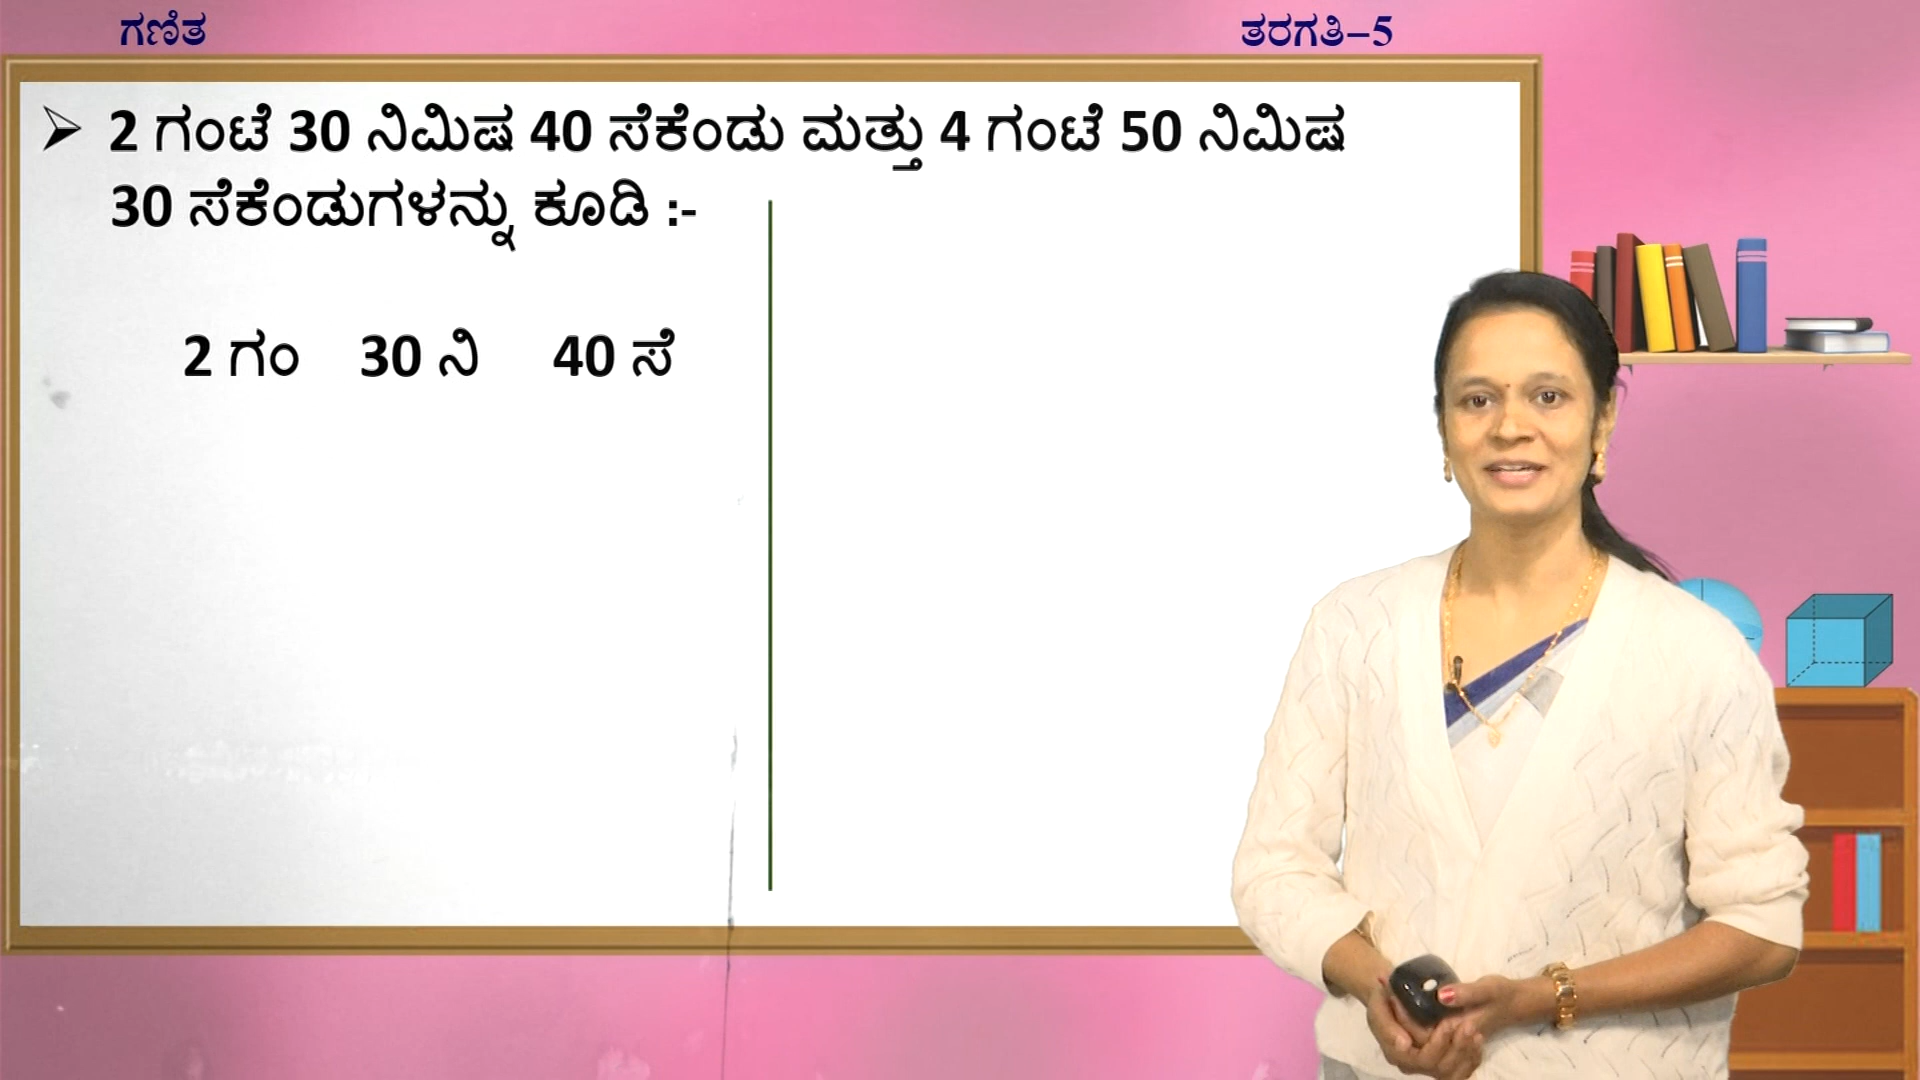 ಗಣಿತ
ತರಗತಿ–5
➢ 2 ಗಂಟೆ 30 ನಿಮಿಷ 40 ಸೆಕೆಂಡು ಮತ್ತು 4 ಗಂಟೆ 50 ನಿಮಿಷ
30 ಸೆಕೆಂಡುಗಳನ್ನು ಕೂಡಿ :-
2 ಗಂ 30 ನಿ 40 ಸೆ